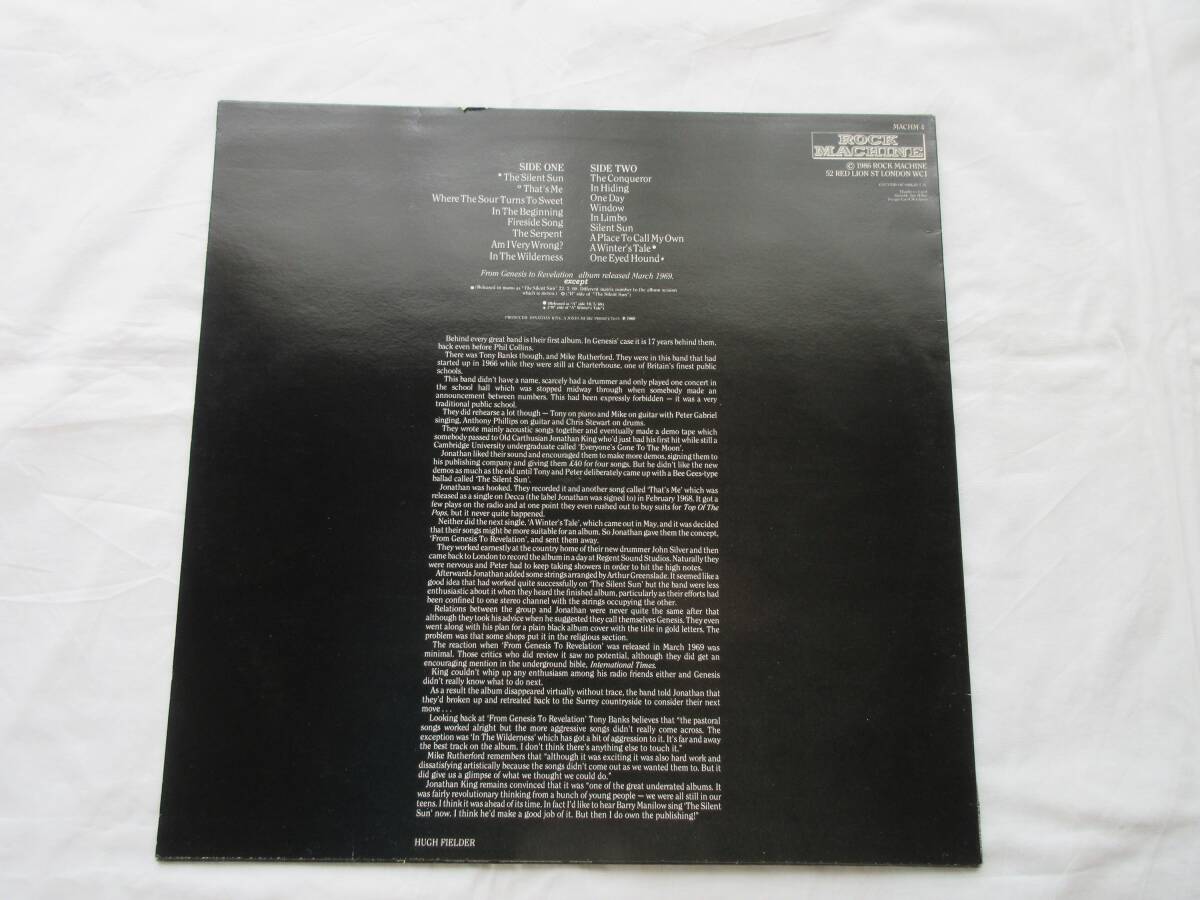 MACHM 4
ROCK
MACHINE
© 1986 ROCK MACHINE
52 RED LION ST LONDON WC1
SIDE ONE
• The Silent Sun
° That's Me
Where The Sour Turns To Sweet
In The Beginning
Fireside Song
The Serpent
Am I Very Wrong?
In The Wilderness
SIDE TWO
The Conqueror
In Hiding
One Day
Window
In Limbo
Silent Sun
A Place To Call My Own
A Winter's Tale •
One Eyed Hound •
From Genesis to Revelation album released March 1969.
except
(Released in mono as "The Silent Sun" 22. 2. 68. Different matrix number to the album version
which is stereo.) ("B" side of "The Silent Sun")
(Released as "A" side
("B" side of "A Winter's Tale")
PRODUCER JONATHAN KING, A JONJO MUSIC PRODUCTION ℗
Behind every great band is their first album. In Genesis' case it is 17 years behind them,
back even before Phil Collins.
There was Tony Banks though, and Mike Rutherford. They were in this band that had
started up in 1966 while they were still at Charterhouse, one of Britain's finest public
schools.
This band didn't have a name, scarcely had a drummer and only played one concert in
the school hall which was stopped midway through when somebody made an
announcement between numbers. This had been expressly forbidden — it was a very
traditional public school.
They did rehearse a lot though — Tony on piano and Mike on guitar with Peter Gabriel
singing, Anthony Phillips on guitar and Chris Stewart on drums.
They wrote mainly acoustic songs together and eventually made a demo tape which
somebody passed to Old Carthusian Jonathan King who'd just had his first hit while still a
Cambridge University undergraduate called 'Everyone's Gone To The Moon'.
Jonathan liked their sound and encouraged them to make more demos, signing them to
his publishing company and giving them £40 for four songs. But he didn't like the new
demos as much as the old until Tony and Peter deliberately came up with a Bee Gees-type
ballad called 'The Silent Sun'.
Jonathan was hooked. They recorded it and another song called 'That's Me' which was
released as a single on Decca (the label Jonathan was signed to) in February 1968. It got a
few plays on the radio and at one point they even rushed out to buy suits for Top Of The
Pops, but it never quite happened.
Neither did the next single, 'A Winter's Tale', which came out in May, and it was decided
that their songs might be more suitable for an album. So Jonathan gave them the concept,
'From Genesis To Revelation', and sent them away.
They worked earnestly at the country home of their new drummer John Silver and then
came back to London to record the album in a day at Regent Sound Studios. Naturally they
were nervous and Peter had to keep taking showers in order to hit the high notes.
Afterwards Jonathan added some strings arranged by Arthur Greenslade. It seemed like a
good idea that had worked quite successfully on 'The Silent Sun' but the band were less
enthusiastic about it when they heard the finished album, particularly as their efforts had
been confined to one stereo channel with the strings occupying the other.
Relations between the group and Jonathan were never quite the same after that
although they took his advice when he suggested they call themselves Genesis. They even
went along with his plan for a plain black album cover with the title in gold letters. The
problem was that some shops put it in the religious section.
The reaction when 'From Genesis To Revelation' was released in March 1969 was
minimal. Those critics who did review it saw no potential, although they did get an
encouraging mention in the underground bible, International Times.
King couldn't whip up any enthusiasm among his radio friends either and Genesis
didn't really know what to do next.
As a result the album disappeared virtually without trace, the band told Jonathan that
they'd broken up and retreated back to the Surrey countryside to consider their next
move . . .
Looking back at 'From Genesis To Revelation' Tony Banks believes that "the pastoral
songs worked alright but the more aggressive songs didn't really come across. The
exception was 'In The Wilderness' which has got a bit of aggression to it. It's far and away
the best track on the album. I don't think there's anything else to touch it."
Mike Rutherford remembers that "although it was exciting it was also hard work and
dissatisfying artistically because the songs didn't come out as we wanted them to. But it
did give us a glimpse of what we thought we could do."
Jonathan King remains convinced that it was "one of the great underrated albums. It
was fairly revolutionary thinking from a bunch of young people — we were all still in our
teens. I think it was ahead of its time. In fact I'd like to hear Barry Manilow sing 'The Silent
Sun' now. I think he'd make a good job of it. But then I do own the publishing!"
HUGH FIELDER